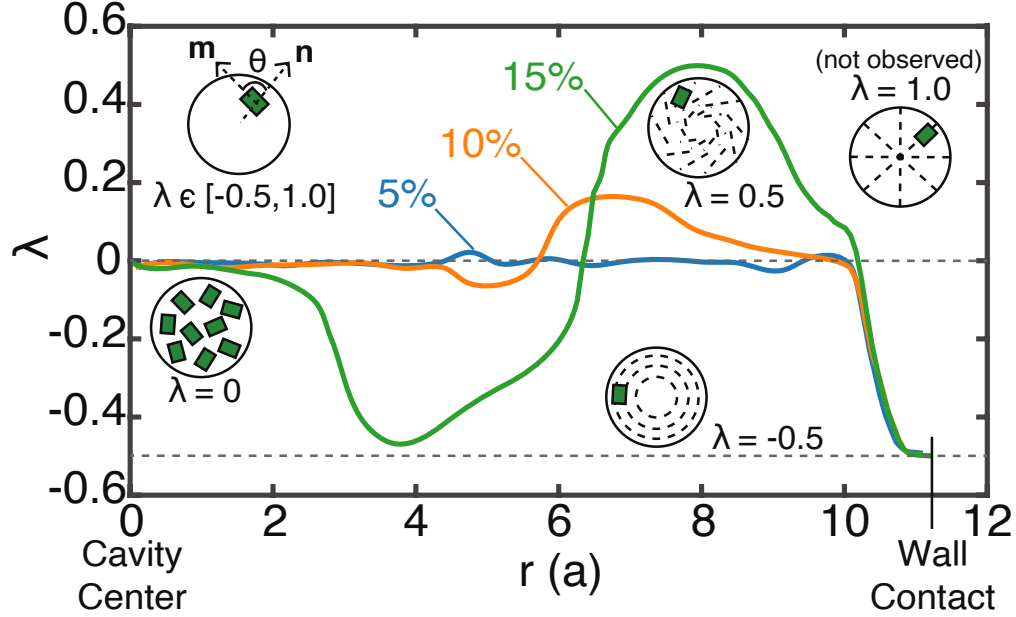 0.6
0.4
0.2
0
-0.2
-0.4
-0.6
λ
m
θ
n
λ ϵ [-0.5,1.0]
5%
10%
15%
(not observed)
λ = 1.0
λ = 0.5
λ = 0
λ = -0.5
0 2 4 6 8 10 12
Cavity
Center
r (a)
Wall
Contact